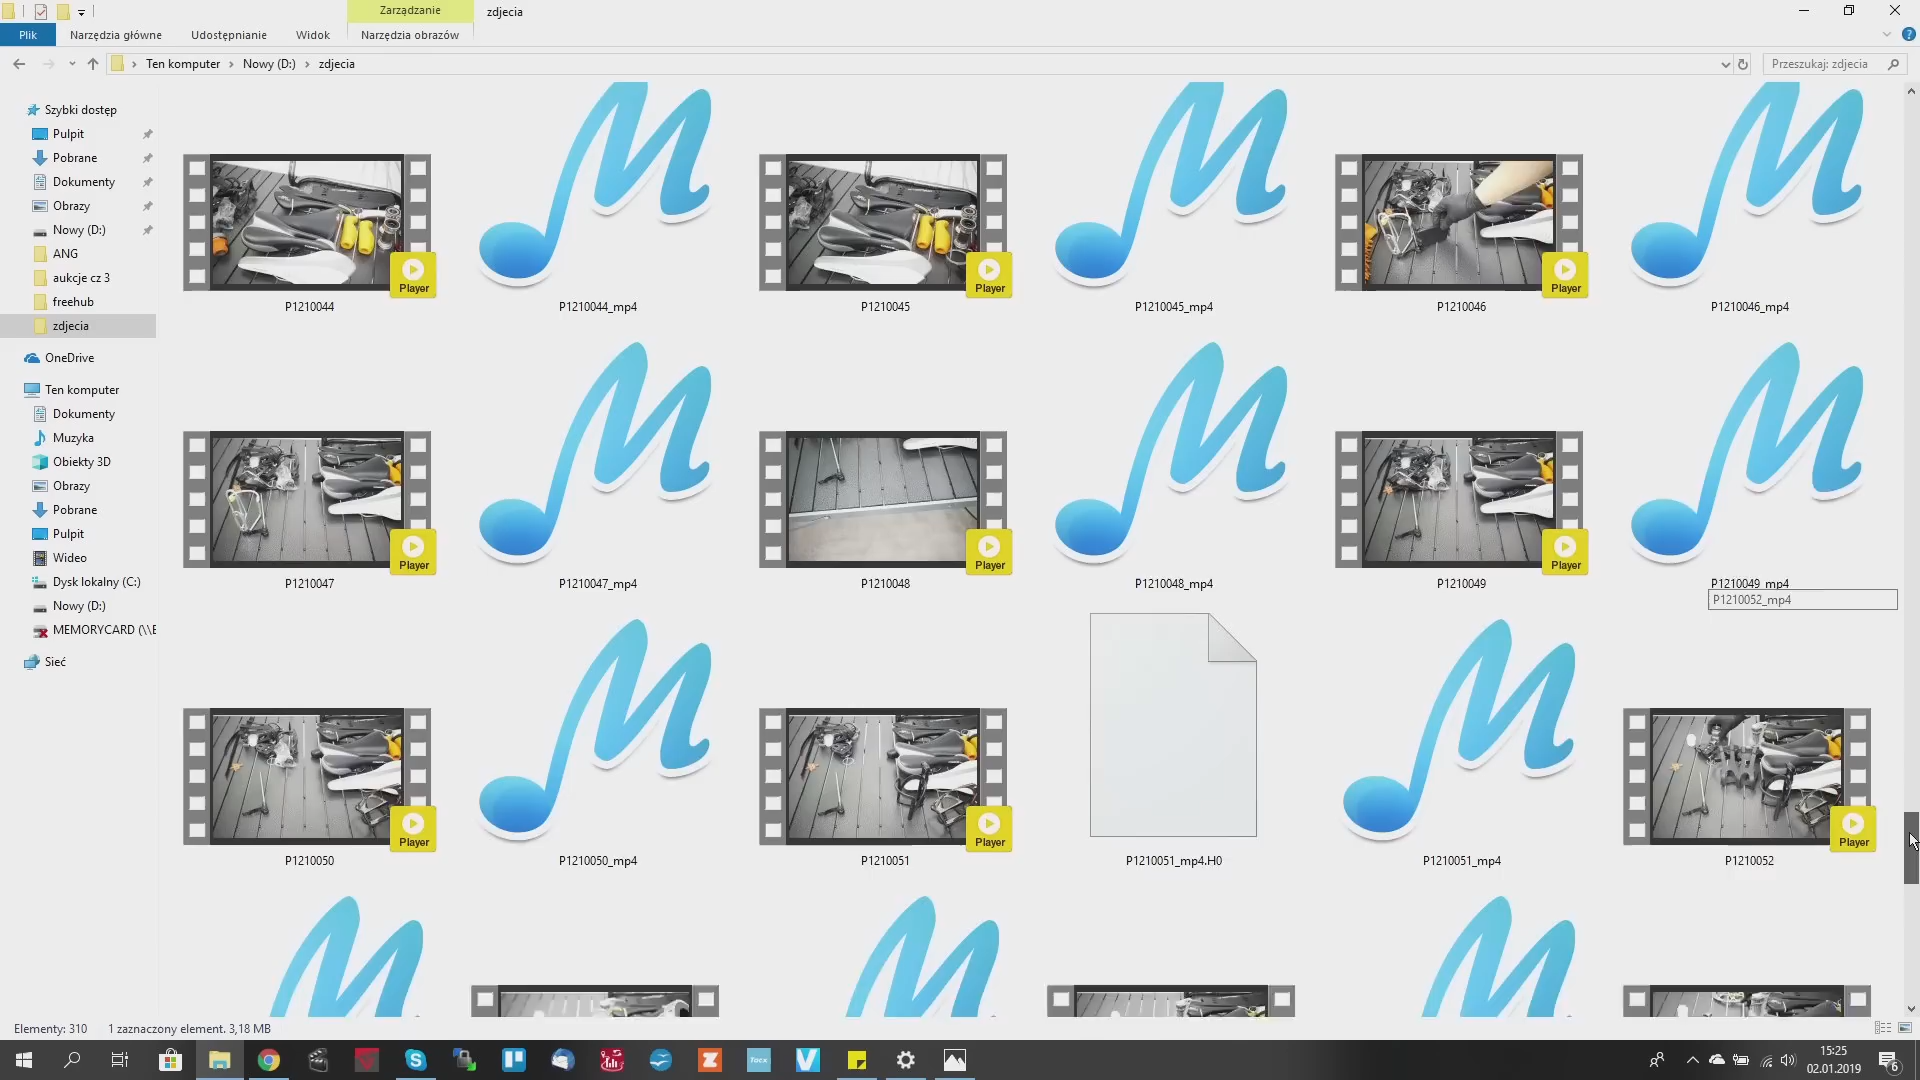 Zarządzanie
zdjecia
Plik
Narzędzia główne
Udostępnianie
Widok
Narzędzia obrazów
Ten komputer
Nowy (D:)
zdjecia
Przeszukaj: zdjecia
Szybki dostęp
Pulpit
Pobrane
Dokumenty
Obrazy
Nowy (D:)
ANG
aukcje cz 3
freehub
zdjecia
OneDrive
Ten komputer
Dokumenty
Muzyka
Obiekty 3D
Obrazy
Pobrane
Pulpit
Wideo
Dysk lokalny (C:)
Nowy (D:)
MEMORYCARD (\\E
Sieć
Player
Player
Player
P1210044
P1210044_mp4
P1210045
P1210045_mp4
P1210046
P1210046_mp4
Player
Player
Player
P1210047
P1210047_mp4
P1210048
P1210048_mp4
P1210049
P1210049_mp4
P1210052_mp4
Player
Player
Player
P1210050
P1210050_mp4
P1210051
P1210051_mp4.H0
P1210051_mp4
P1210052
Elementy: 310
1 zaznaczony element. 3,18 MB
Tacx
15:25
02.01.2019
6